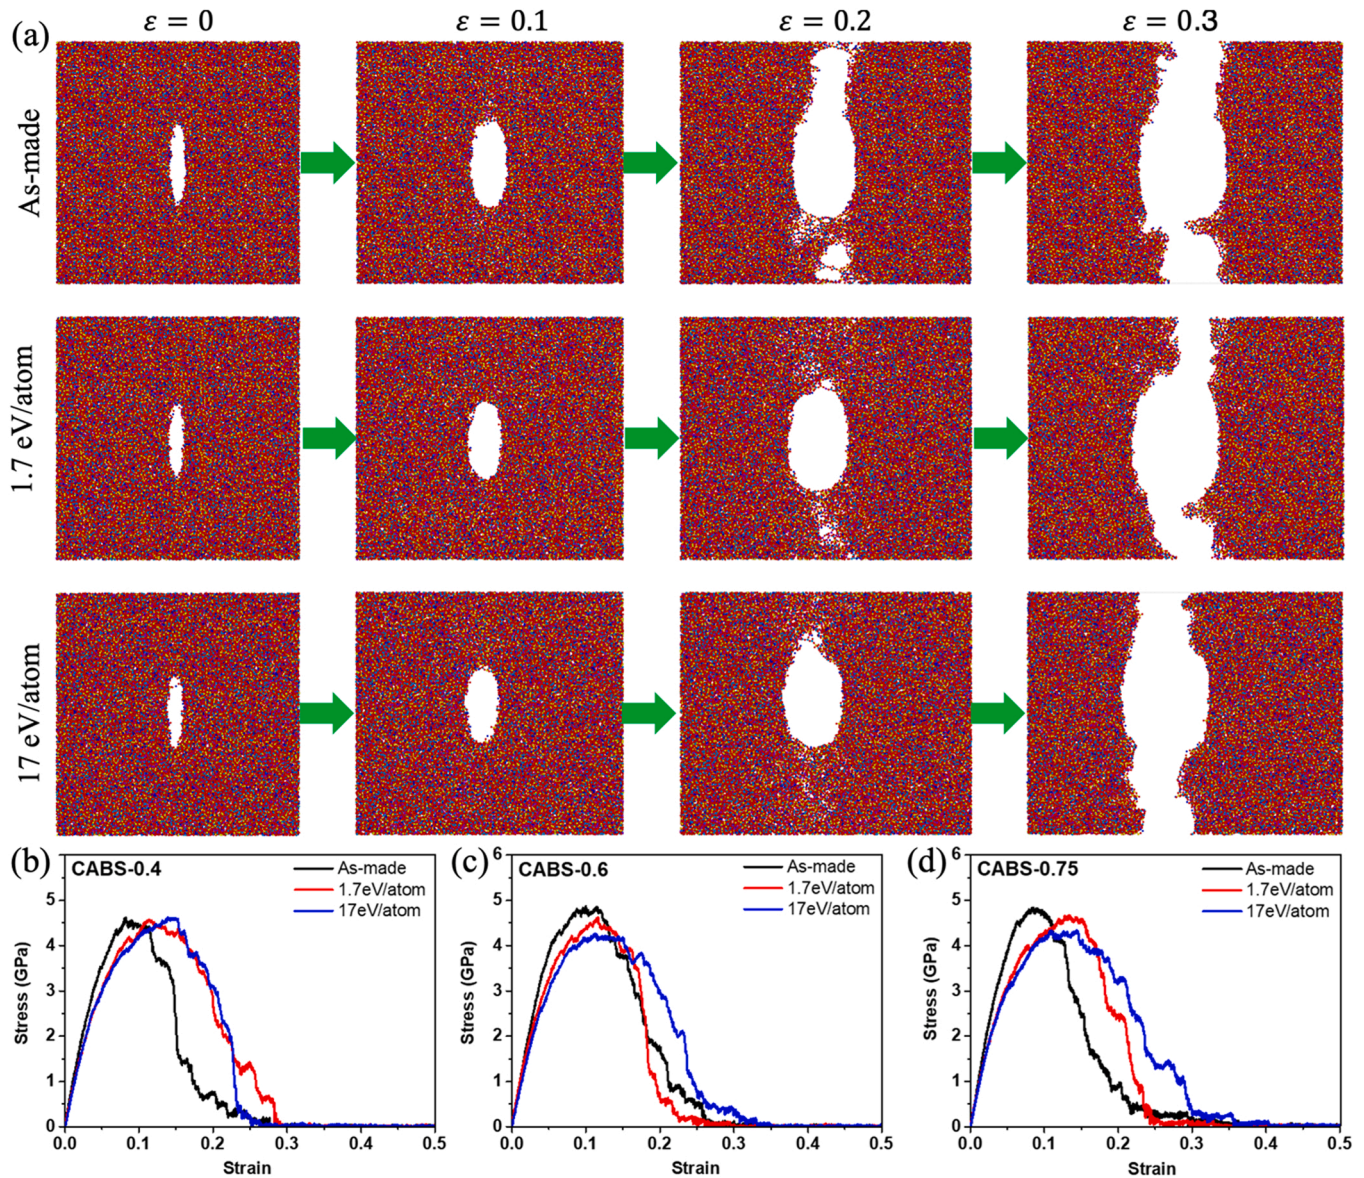 (a)
ε = 0
ε = 0.1
ε = 0.2
ε = 0.3
As-made
1.7 eV/atom
17 eV/atom
(b)
CABS-0.4
As-made
1.7eV/atom
17eV/atom
5
4
3
2
1
0
Stress (GPa)
0.0 0.1 0.2 0.3 0.4 0.5
Strain
(c)
CABS-0.6
As-made
1.7eV/atom
17eV/atom
6
5
4
3
2
1
0
Stress (GPa)
0.0 0.1 0.2 0.3 0.4 0.5
Strain
(d)
CABS-0.75
As-made
1.7eV/atom
17eV/atom
6
5
4
3
2
1
0
Stress (GPa)
0.0 0.1 0.2 0.3 0.4 0.5
Strain